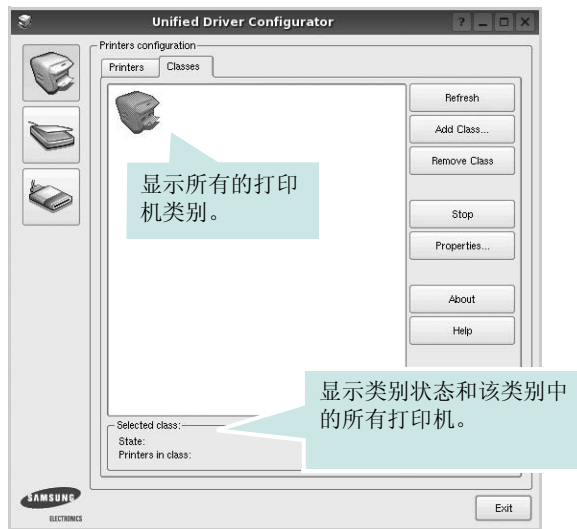 Unified Driver Configurator
?
Printers configuration
Printers
Classes
Refresh
Add Class...
Remove Class
Stop
Properties...
About
Help
显示所有的打印
机类别。
显示类别状态和该类别中
的所有打印机。
Selected class:
State:
Printers in class:
SAMSUNG
ELECTRONICS
Exit